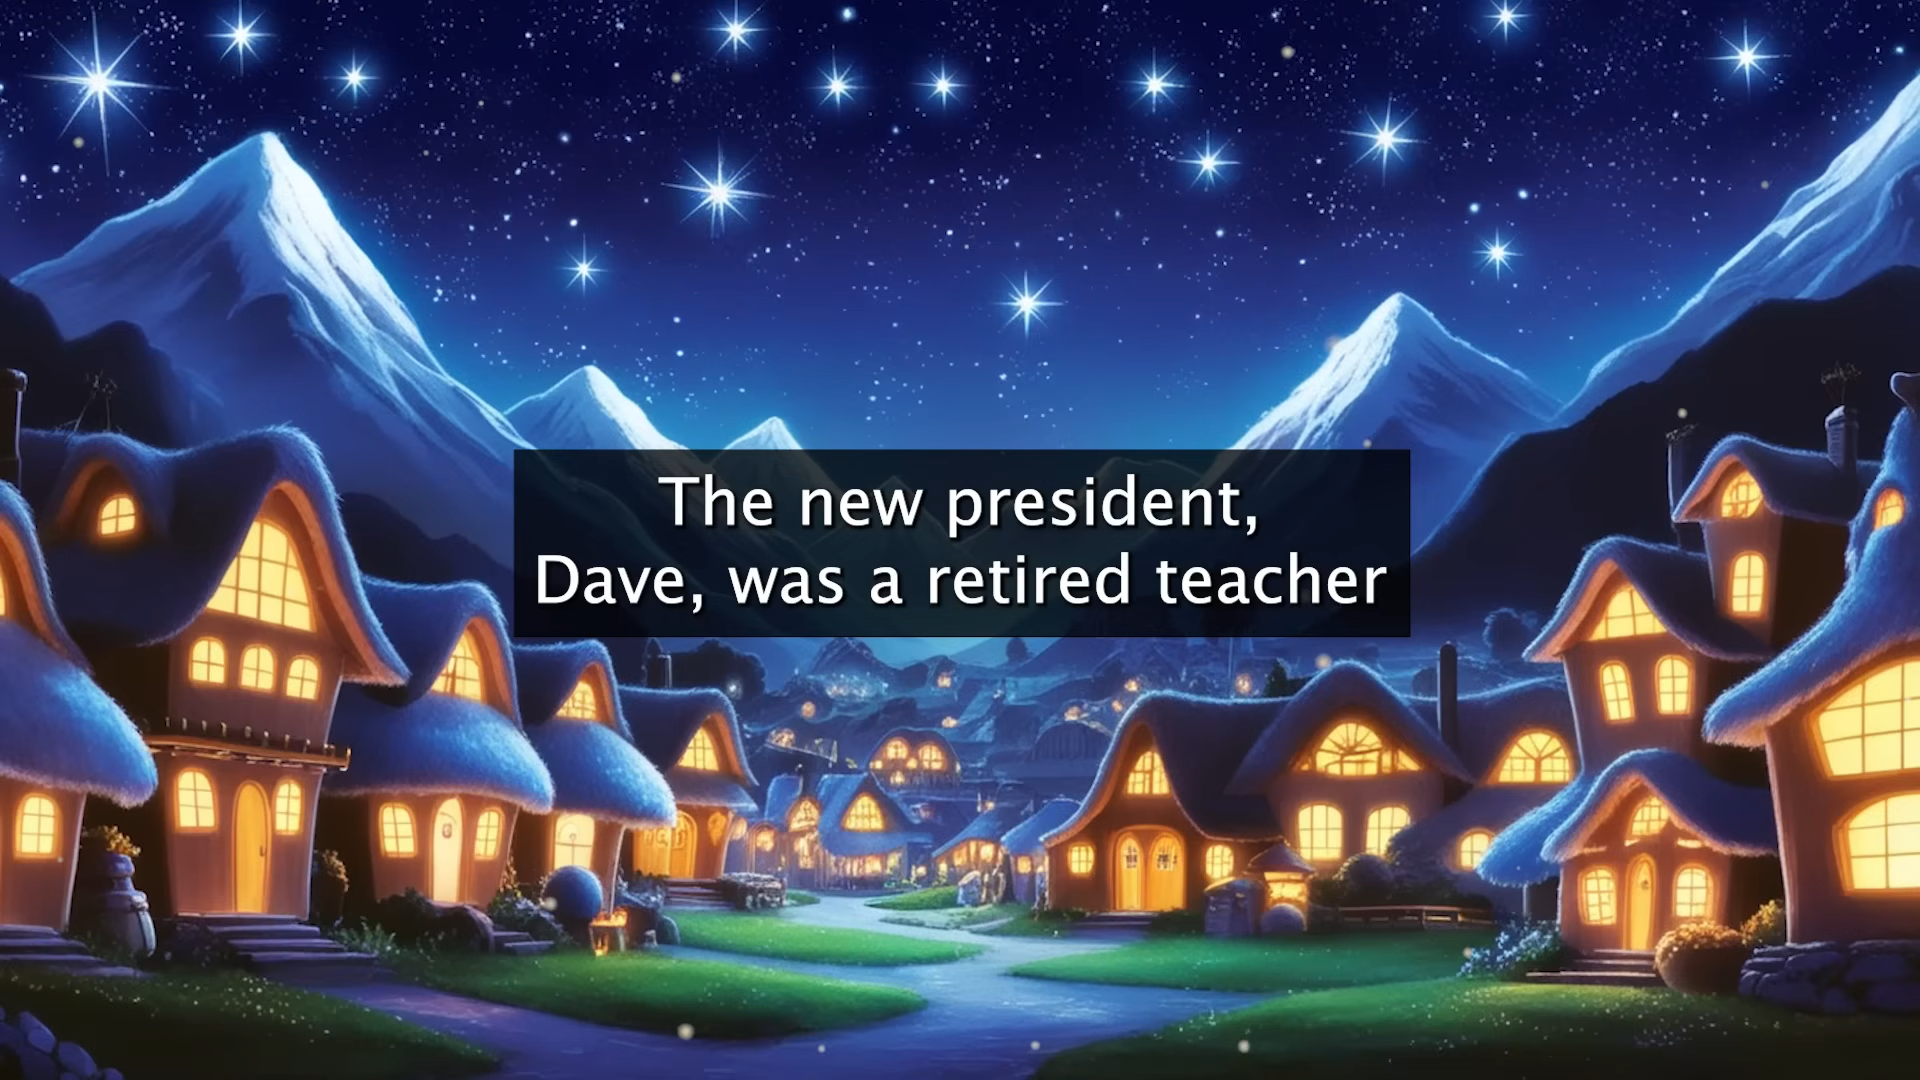 The new president,
Dave, was a retired teacher